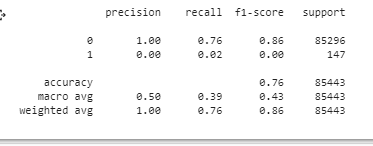 precision recall f1-score support
0 1.00 0.76 0.86 85296
1 0.00 0.02 0.00 147
accuracy 0.76 85443
macro avg 0.50 0.39 0.43 85443
weighted avg 1.00 0.76 0.86 85443